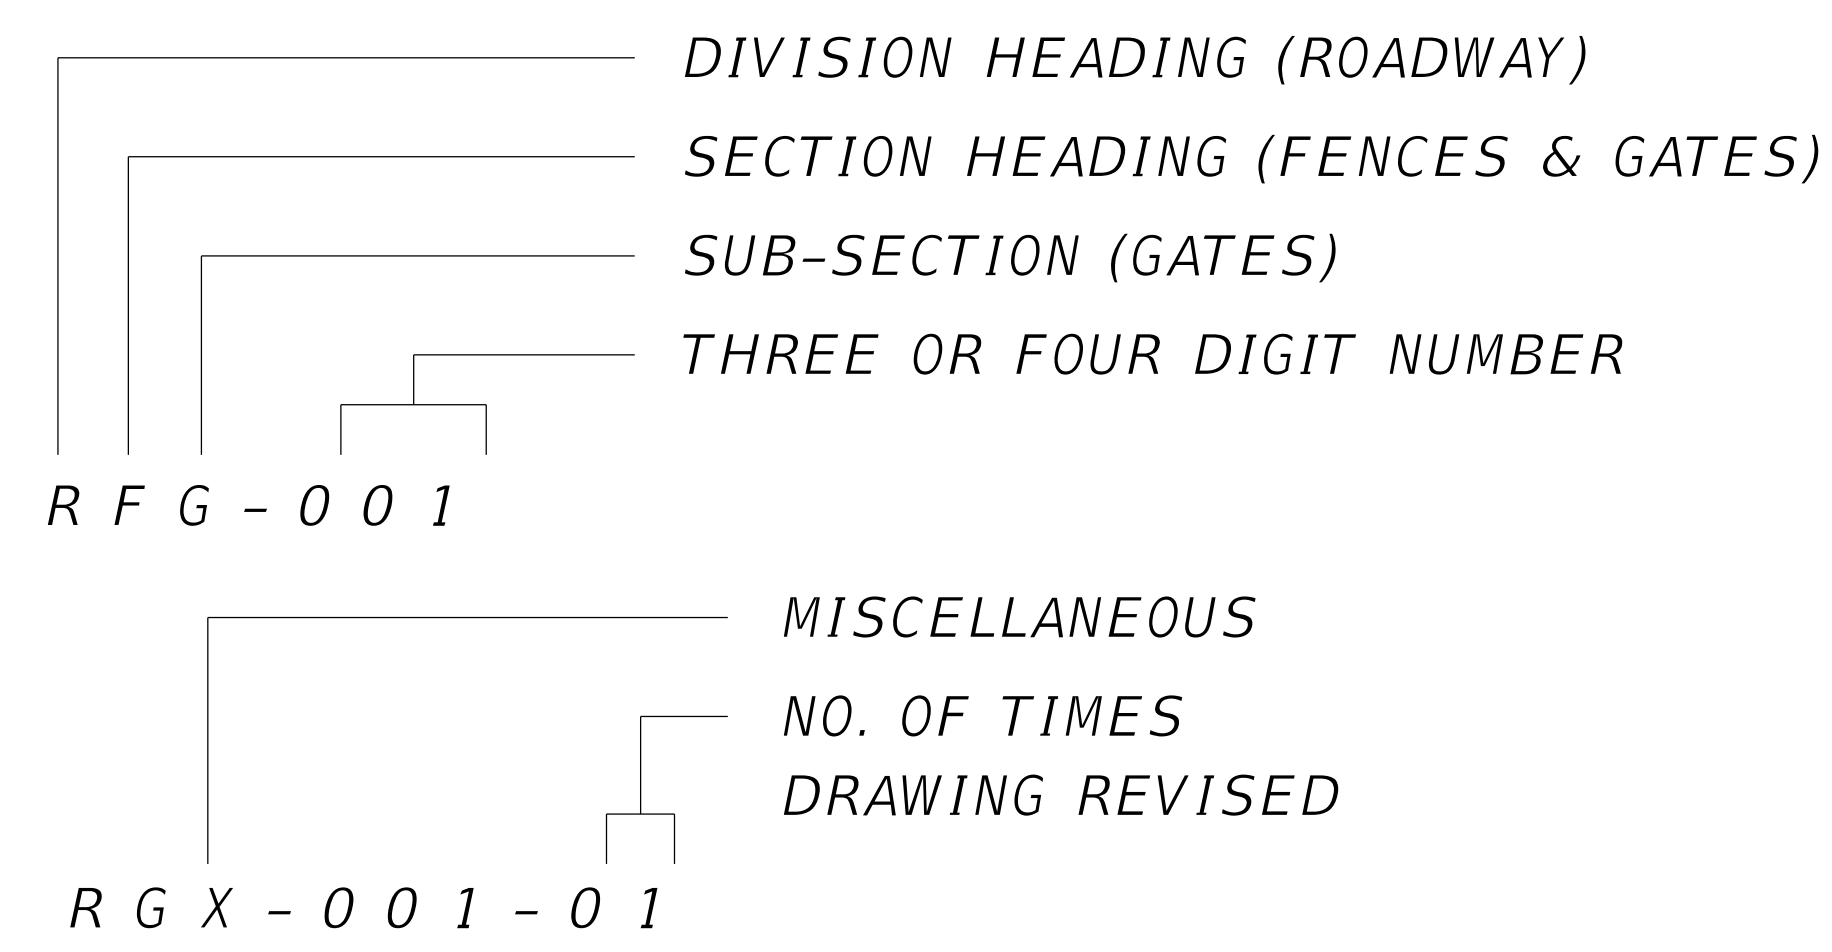 DIVISION HEADING (ROADWAY)
SECTION HEADING (FENCES & GATES)
SUB-SECTION (GATES)
THREE OR FOUR DIGIT NUMBER
R F G - 0 0 1
MISCELLANEOUS
NO. OF TIMES
DRAWING REVISED
R G X - 0 0 1 - 0 1